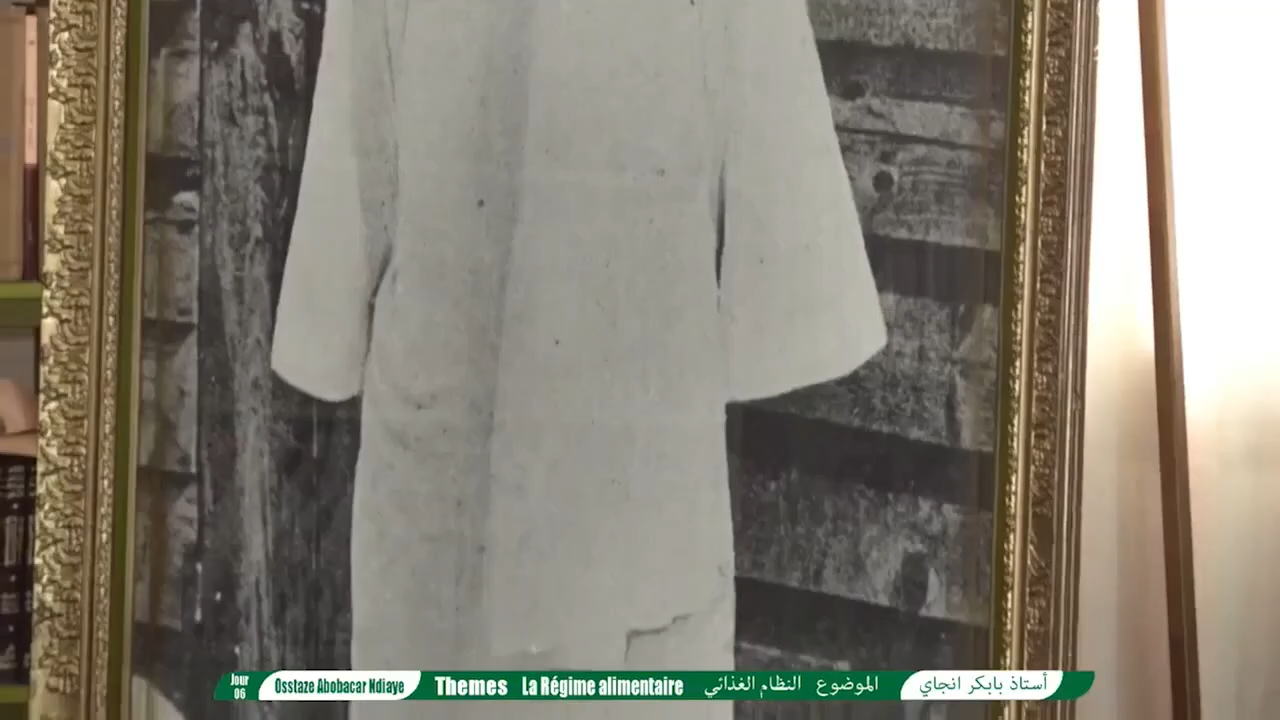 Jour
06
Osstaze Abobacar Ndiaye
Themes La Régime alimentaire
الموضوع النظام الغذائي
أستاذ بابكر انجاي